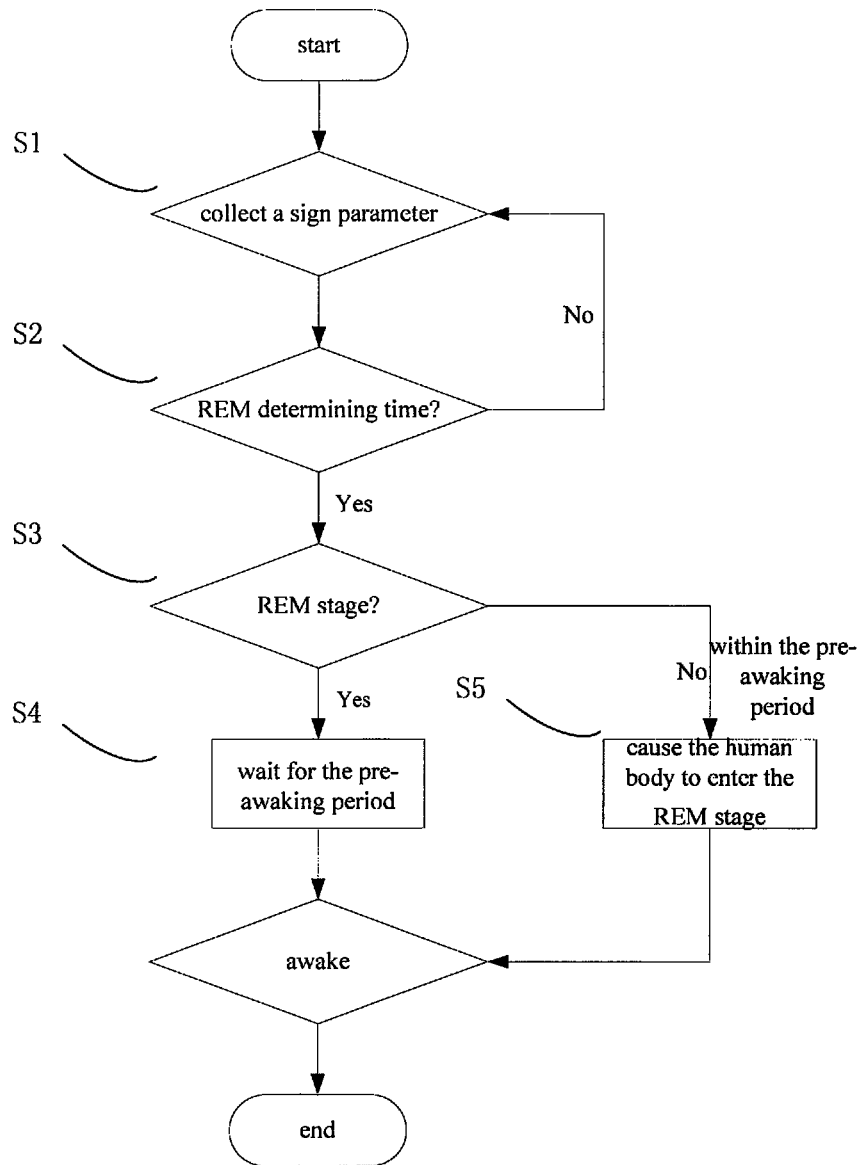 start
S1
collect a sign parameter
No
S2
REM determining time?
Yes
S3
REM stage?
within the pre-
No
awaking
period
Yes
S5
S4
wait for the pre-
awaking period
cause the human
body to enter the
REM stage
awake
end